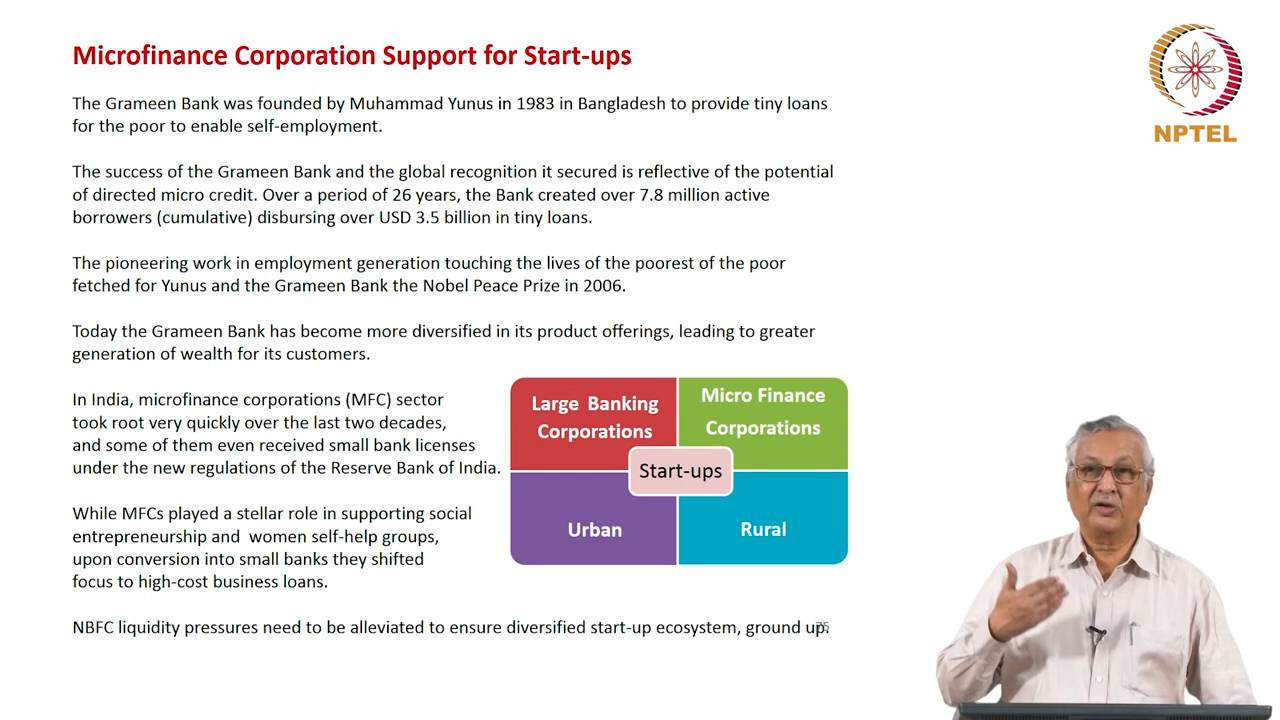 Microfinance Corporation Support for Start-ups
NPTEL
The Grameen Bank was founded by Muhammad Yunus in 1983 in Bangladesh to provide tiny loans
for the poor to enable self-employment.
The success of the Grameen Bank and the global recognition it secured is reflective of the potential
of directed micro credit. Over a period of 26 years, the Bank created over 7.8 million active
borrowers (cumulative) disbursing over USD 3.5 billion in tiny loans.
The pioneering work in employment generation touching the lives of the poorest of the poor
fetched for Yunus and the Grameen Bank the Nobel Peace Prize in 2006.
Today the Grameen Bank has become more diversified in its product offerings, leading to greater
generation of wealth for its customers.
In India, microfinance corporations (MFC) sector
took root very quickly over the last two decades,
and some of them even received small bank licenses
under the new regulations of the Reserve Bank of India.
While MFCs played a stellar role in supporting social
entrepreneurship and women self-help groups,
upon conversion into small banks they shifted
focus to high-cost business loans.
Large Banking
Corporations
Micro Finance
Corporations
Start-ups
Urban
Rural
NBFC liquidity pressures need to be alleviated to ensure diversified start-up ecosystem, ground up.
75